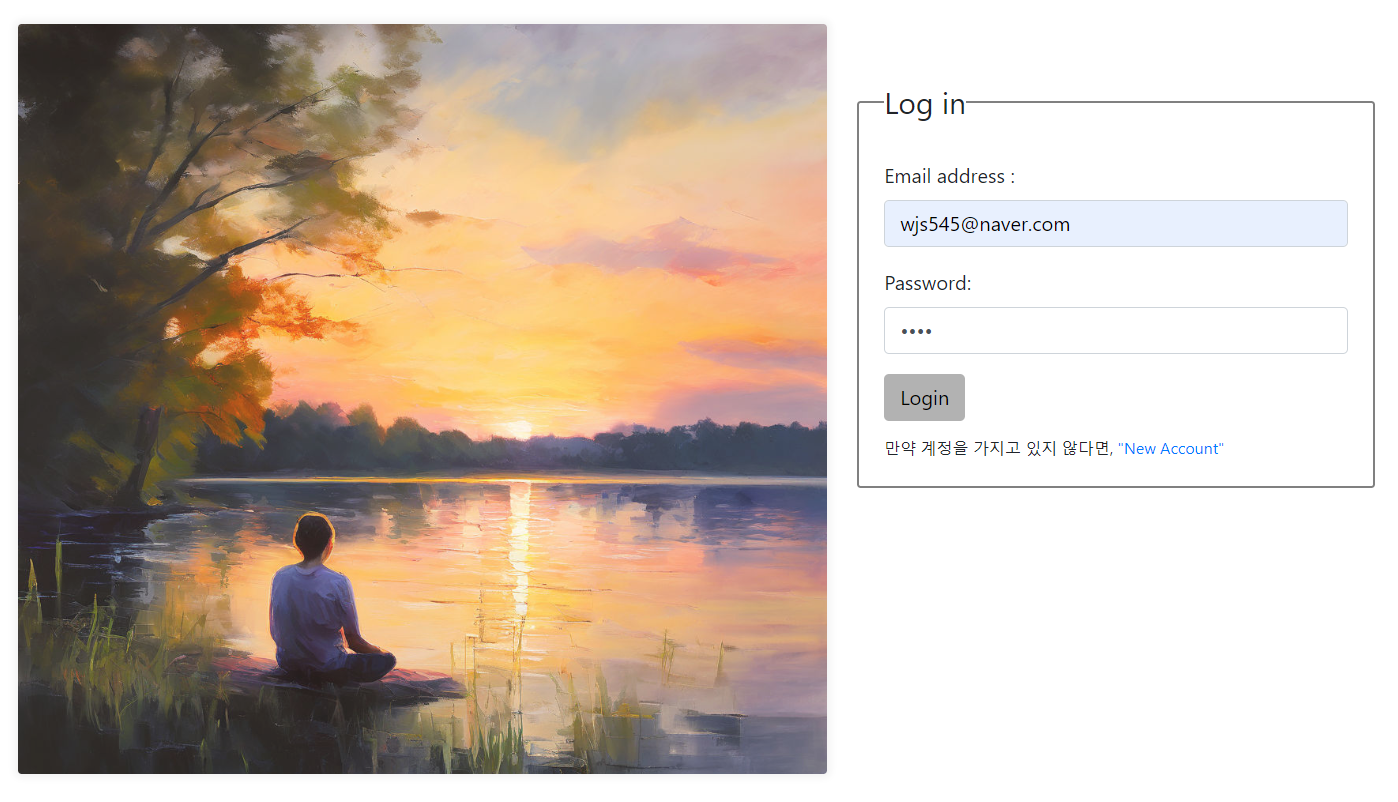 Log in
Email address :
wjs545@naver.com
Password:
••••
Login
만약 계정을 가지고 있지 않다면, "New Account"